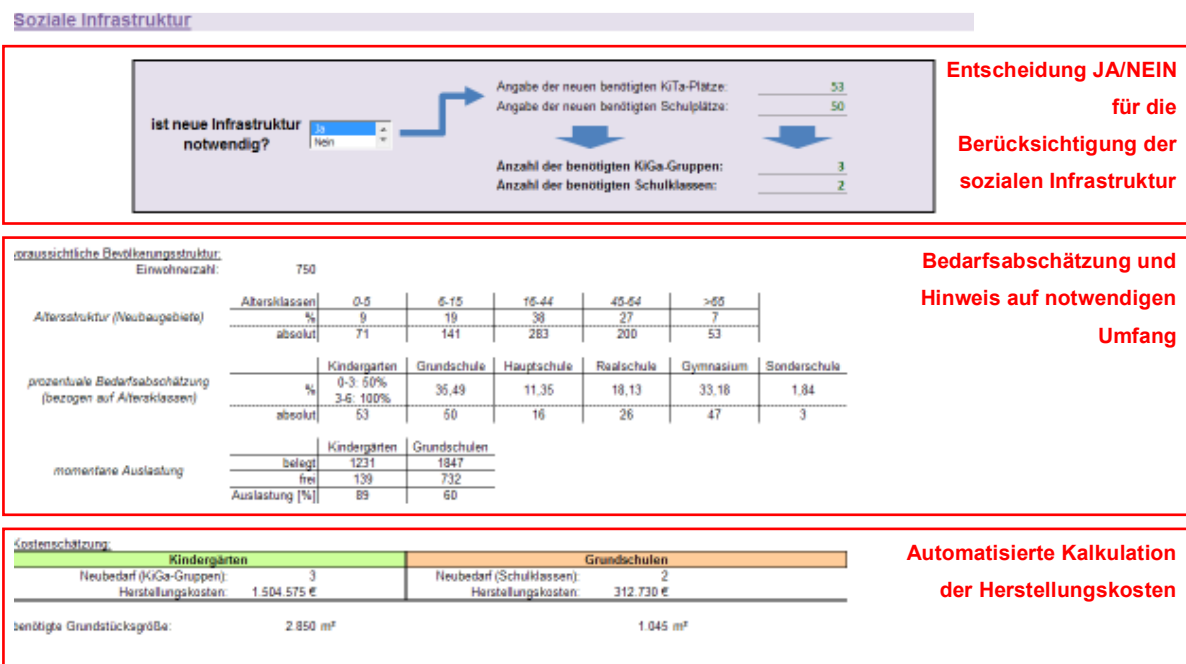 Soziale Infrastruktur
Entscheidung JA/NEIN
für die
Berücksichtigung der
sozialen Infrastruktur
ist neue Infrastruktur
notwendig?
Ja
Nein
Angabe der neuen benötigten KiTa-Plätze: 53
Angabe der neuen benötigten Schulplätze: 50
Anzahl der benötigten KiGa-Gruppen: 3
Anzahl der benötigten Schulklassen: 2
Bedarfsabschätzung und
Hinweis auf notwendigen
Umfang
voraussichtliche Bevölkerungsstruktur:
Einwohnerzahl: 750
Altersstruktur (Neubaugebiete)
Altersklassen 0-5 6-15 16-44 45-64 >65
% 9 19 38 27 7
absolut 71 141 283 200 53
prozentuale Bedarfsabschätzung
(bezogen auf Altersklassen)
Kindergarten Grundschule Hauptschule Realschule Gymnasium Sonderschule
% 0-3: 50% 3-6: 100% 35,49 11,35 18,13 33,18 1,84
absolut 53 50 16 26 47 3
momentane Auslastung
Kindergärten Grundschulen
belegt 1231 1847
frei 139 732
Auslastung [%] 89 60
Automatisierte Kalkulation
der Herstellungskosten
Kostenschätzung:
Kindergärten Grundschulen
Neubedarf (KiGa-Gruppen): 3 Neubedarf (Schulklassen): 2
Herstellungskosten: 1.504.575 € Herstellungskosten: 312.730 €
benötigte Grundstücksgröße: 2.850 m² 1.045 m²